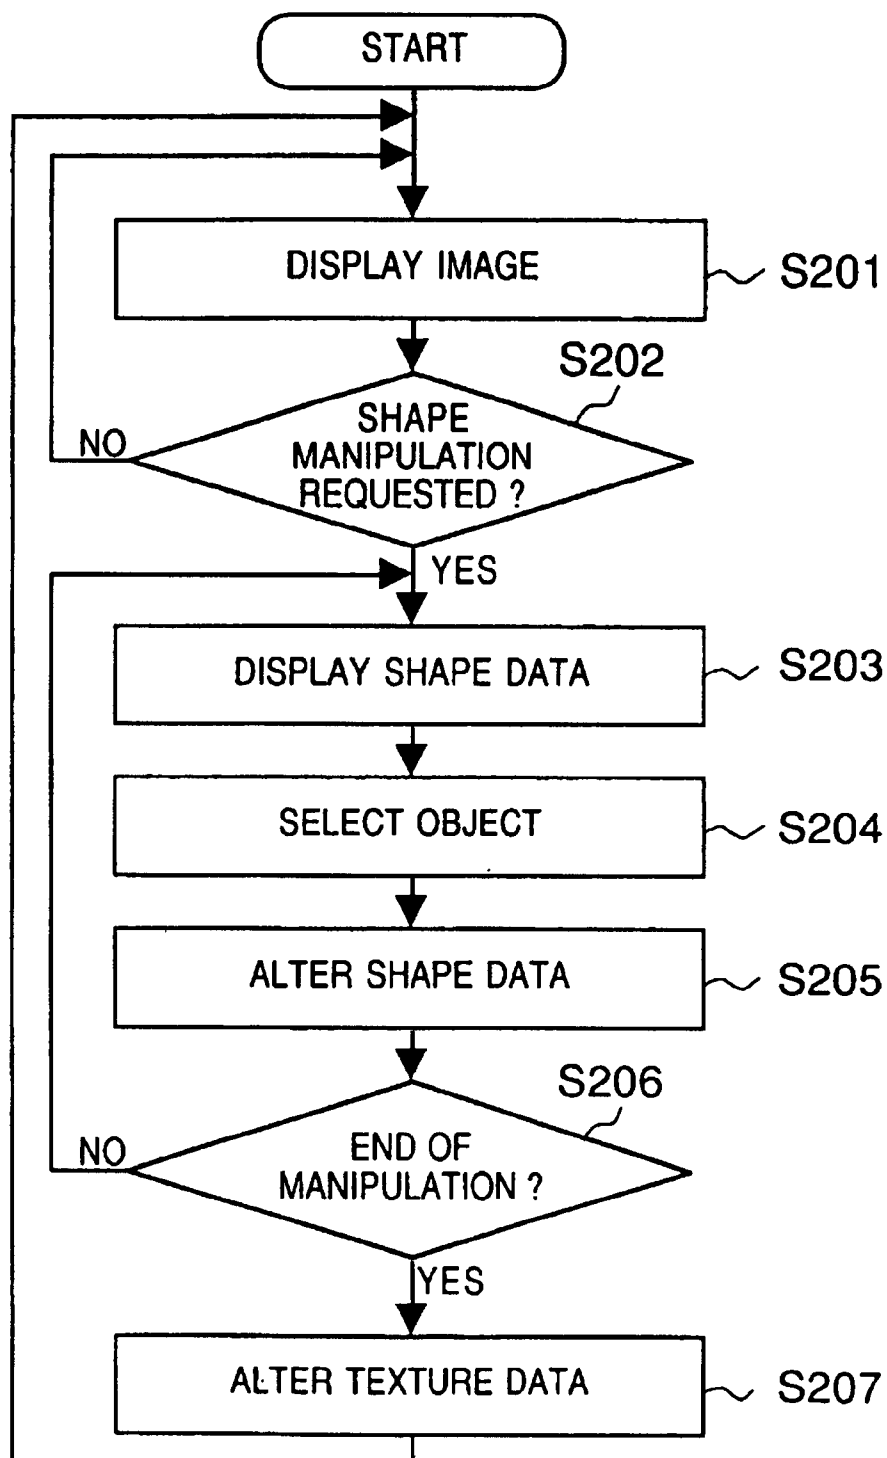 START
DISPLAY IMAGE
S201
S202
SHAPE
MANIPULATION
REQUESTED ?
NO
YES
DISPLAY SHAPE DATA
S203
SELECT OBJECT
S204
ALTER SHAPE DATA
S205
S206
END OF
MANIPULATION ?
NO
YES
ALTER TEXTURE DATA
S207